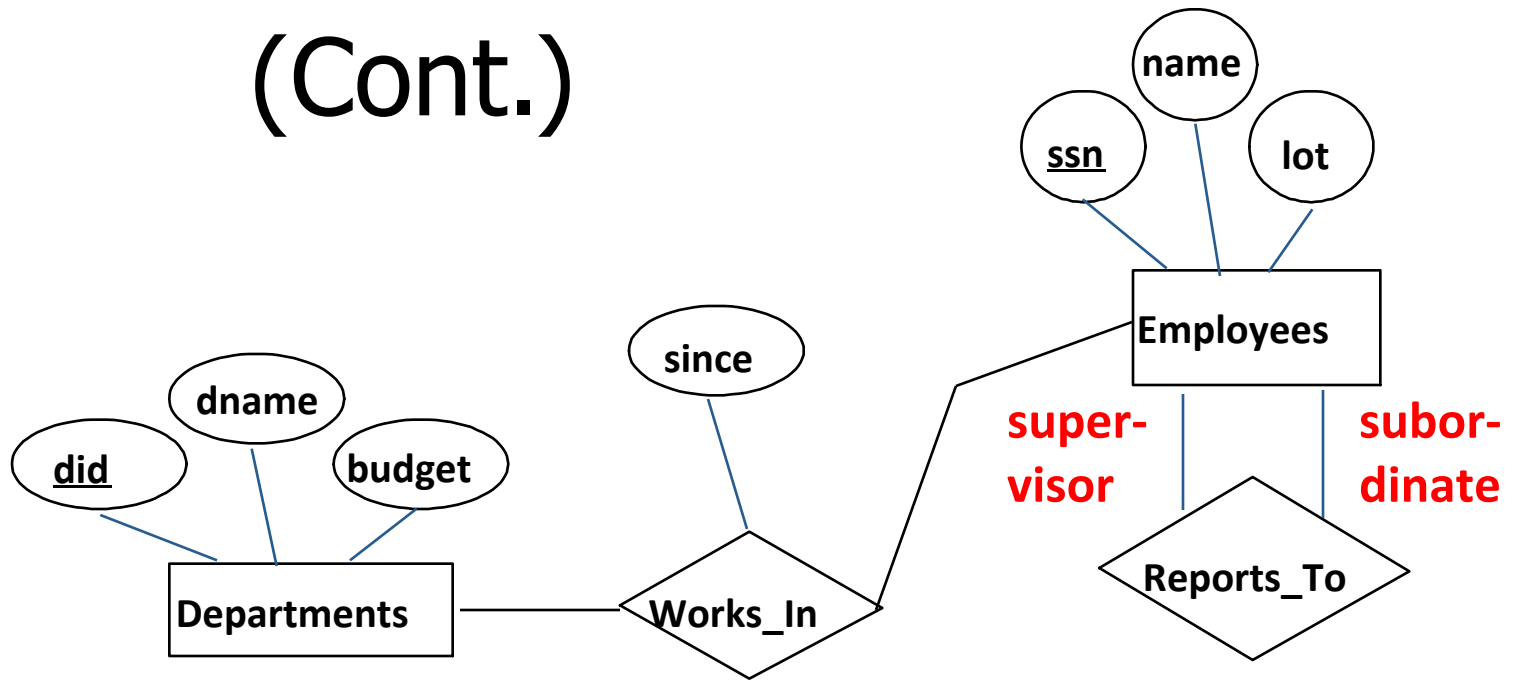 (Cont.)
name
ssn
lot
Employees
since
dname
did
budget
super-
visor
subor-
dinate
Reports_To
Departments
Works_In